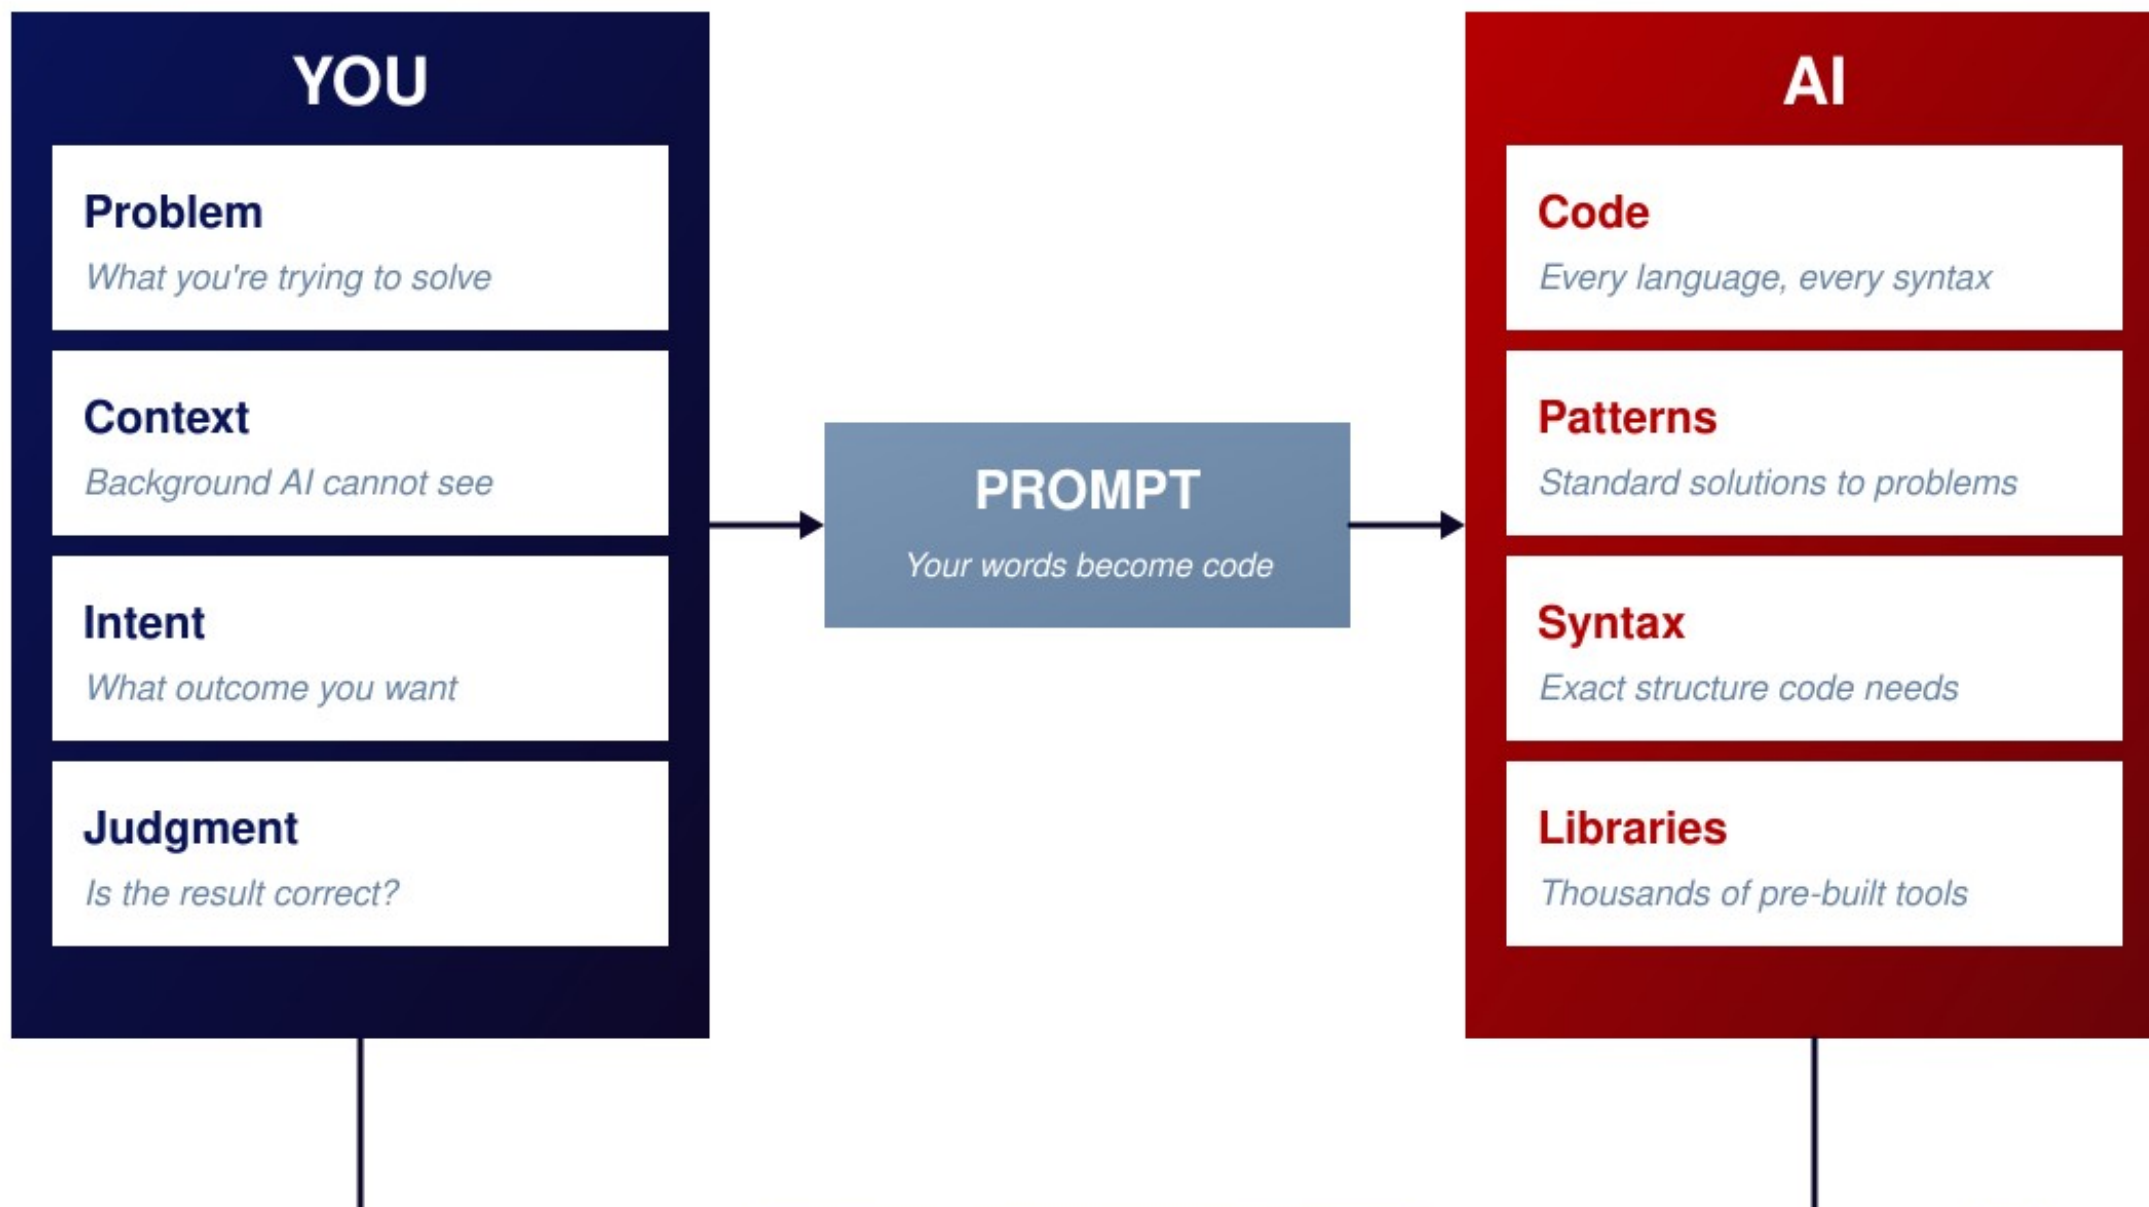 YOU
Problem
What you're trying to solve
Context
Background AI cannot see
Intent
What outcome you want
Judgment
Is the result correct?
PROMPT
Your words become code
AI
Code
Every language, every syntax
Patterns
Standard solutions to problems
Syntax
Exact structure code needs
Libraries
Thousands of pre-built tools